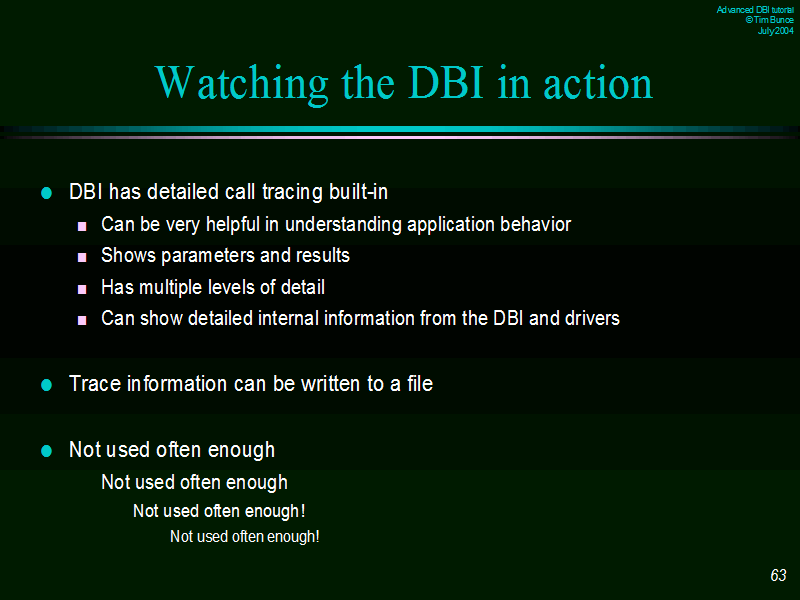 Advanced DBI tutorial
© Tim Bunce
July 2004
Watching the DBI in action
DBI has detailed call tracing built-in
Can be very helpful in understanding application behavior
Shows parameters and results
Has multiple levels of detail
Can show detailed internal information from the DBI and drivers
Trace information can be written to a file
Not used often enough
Not used often enough
Not used often enough!
Not used often enough!
63